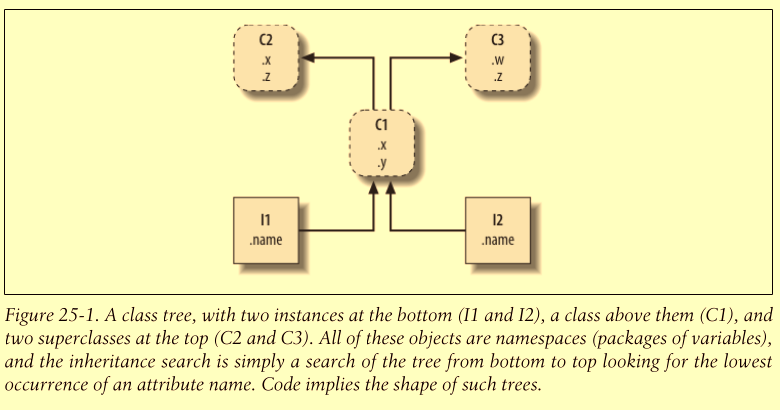 C2
.x
.z
C3
.w
.z
C1
.x
.y
I1
.name
I2
.name
Figure 25-1. A class tree, with two instances at the bottom (I1 and I2), a class above them (C1), and
two superclasses at the top (C2 and C3). All of these objects are namespaces (packages of variables),
and the inheritance search is simply a search of the tree from bottom to top looking for the lowest
occurrence of an attribute name. Code implies the shape of such trees.